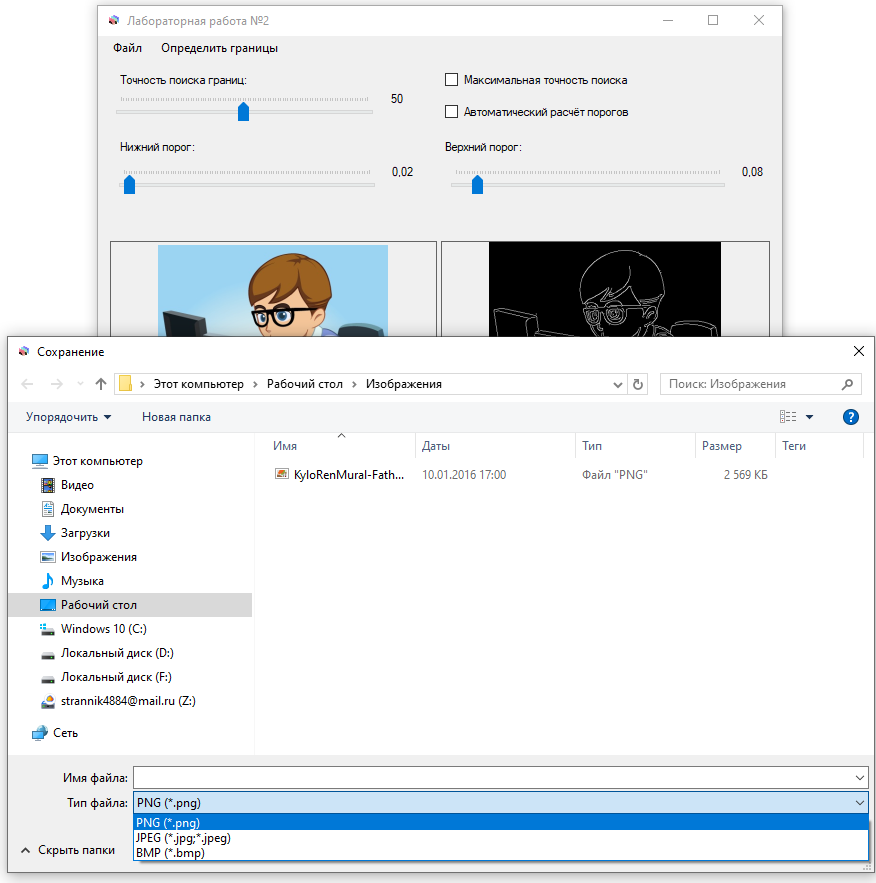 Лабораторная работа №2
Файл Определить границы
Точность поиска границ:
50
Максимальная точность поиска
Автоматический расчёт порогов
Нижний порог:
0,02
Верхний порог:
0,08
Сохранение
Этот компьютер Рабочий стол Изображения
Поиск: Изображения
Упорядочить Новая папка
?
Имя Даты Тип Размер Теги
KyloRenMural-Fath... 10.01.2016 17:00 Файл "PNG" 2 569 КБ
Этот компьютер
Видео
Документы
Загрузки
Изображения
Музыка
Рабочий стол
Windows 10 (C:)
Локальный диск (D:)
Локальный диск (F:)
strannik4884@mail.ru (Z:)
Сеть
Имя файла:
Тип файла: PNG (*.png)
PNG (*.png)
JPEG (*.jpg;*.jpeg)
BMP (*.bmp)
Скрыть папки